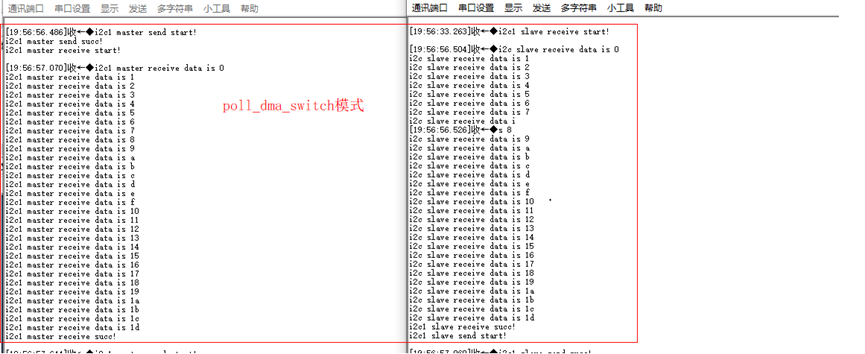 通讯端口 串口设置 显示 发送 多字符串 小工具 帮助
[19:56:56.486]收←◆i2c1 master send start!
i2c1 master send succ!
i2c1 master receive start!
[19:56:57.070]收←◆i2c1 master receive data is 0
i2c1 master receive data is 1
i2c1 master receive data is 2
i2c1 master receive data is 3
i2c1 master receive data is 4
i2c1 master receive data is 5
i2c1 master receive data is 6
i2c1 master receive data is 7
i2c1 master receive data is 8
i2c1 master receive data is 9
i2c1 master receive data is a
i2c1 master receive data is b
i2c1 master receive data is c
i2c1 master receive data is d
i2c1 master receive data is e
i2c1 master receive data is f
i2c1 master receive data is 10
i2c1 master receive data is 11
i2c1 master receive data is 12
i2c1 master receive data is 13
i2c1 master receive data is 14
i2c1 master receive data is 15
i2c1 master receive data is 16
i2c1 master receive data is 17
i2c1 master receive data is 18
i2c1 master receive data is 19
i2c1 master receive data is 1a
i2c1 master receive data is 1b
i2c1 master receive data is 1c
i2c1 master receive data is 1d
i2c1 master receive succ!
poll_dma_switch模式
通讯端口 串口设置 显示 发送 多字符串 小工具 帮助
[19:56:33.263]收←◆i2c1 slave receive start!
[19:56:56.504]收←◆i2c slave receive data is 0
i2c slave receive data is 1
i2c slave receive data is 2
i2c slave receive data is 3
i2c slave receive data is 4
i2c slave receive data is 5
i2c slave receive data is 6
i2c slave receive data is 7
i2c slave receive data i
[19:56:56.526]收←◆s 8
i2c slave receive data is 9
i2c slave receive data is a
i2c slave receive data is b
i2c slave receive data is c
i2c slave receive data is d
i2c slave receive data is e
i2c slave receive data is f
i2c slave receive data is 10
i2c slave receive data is 11
i2c slave receive data is 12
i2c slave receive data is 13
i2c slave receive data is 14
i2c slave receive data is 15
i2c slave receive data is 16
i2c slave receive data is 17
i2c slave receive data is 18
i2c slave receive data is 19
i2c slave receive data is 1a
i2c slave receive data is 1b
i2c slave receive data is 1c
i2c slave receive data is 1d
i2c1 slave receive succ!
i2c1 slave send start!